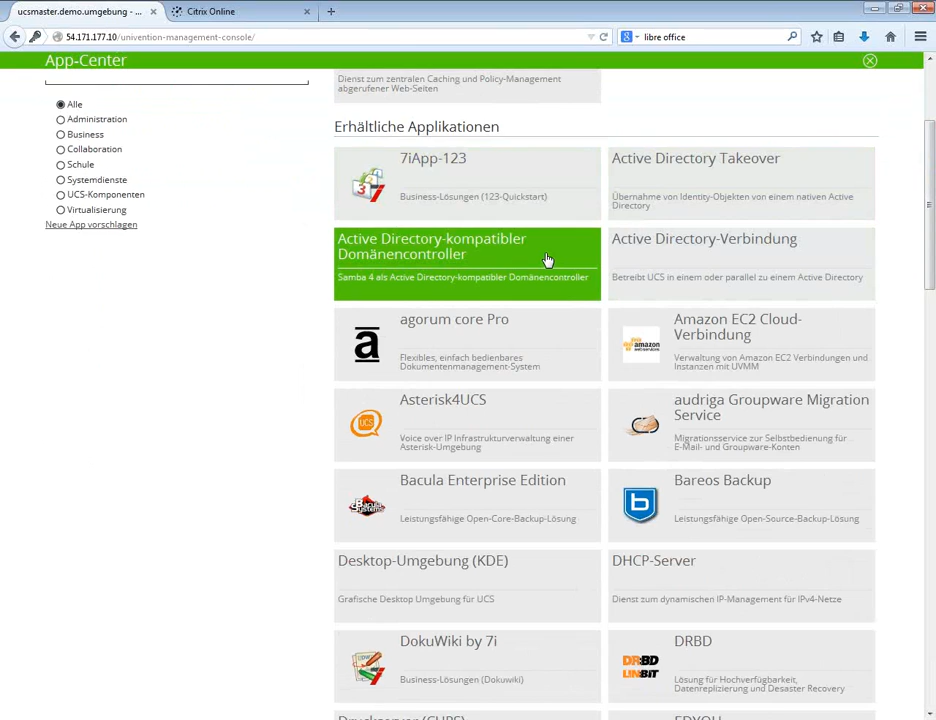 ucsmaster.demo.umgebung - ...
Citrix Online
54.171.177.10/univention-management-console/
libre office
App-Center
Alle
Administration
Business
Collaboration
Schule
Systemdienste
UCS-Komponenten
Virtualisierung
Neue App vorschlagen
Dienst zum zentralen Caching und Policy-Management
abgerufener Web-Seiten
Erhältliche Applikationen
7iApp-123
Business-Lösungen (123-Quickstart)
Active Directory Takeover
Übernahme von Identity-Objekten von einem nativen Active
Directory
Active Directory-kompatibler
Domänencontroller
Samba 4 als Active Directory-kompatibler Domänencontroller
Active Directory-Verbindung
Betreibt UCS in einem oder parallel zu einem Active Directory
a
agorum core Pro
Flexibles, einfach bedienbares
Dokumentenmanagement-System
amazon
Amazon EC2 Cloud-
Verbindung
Verwaltung von Amazon EC2 Verbindungen und
Instanzen mit UVMM
UCS
Asterisk4UCS
Voice over IP Infrastrukturverwaltung einer
Asterisk-Umgebung
audriga Groupware Migration
Service
Migrationsservice zur Selbstbedienung für
E-Mail- und Groupware-Konten
Bacula Enterprise Edition
Leistungsfähige Open-Core-Backup-Lösung
b
Bareos Backup
Leistungsfähige Open-Source-Backup-Lösung
Desktop-Umgebung (KDE)
Grafische Desktop Umgebung für UCS
DHCP-Server
Dienst zum dynamischen IP-Management für IPv4-Netze
DokuWiki by 7i
Business-Lösungen (Dokuwiki)
DRBD
LINBIT
DRBD
Lösung für Hochverfügbarkeit,
Datenreplizierung und Desaster Recovery
Druckserver (CUPS)
EDYOU